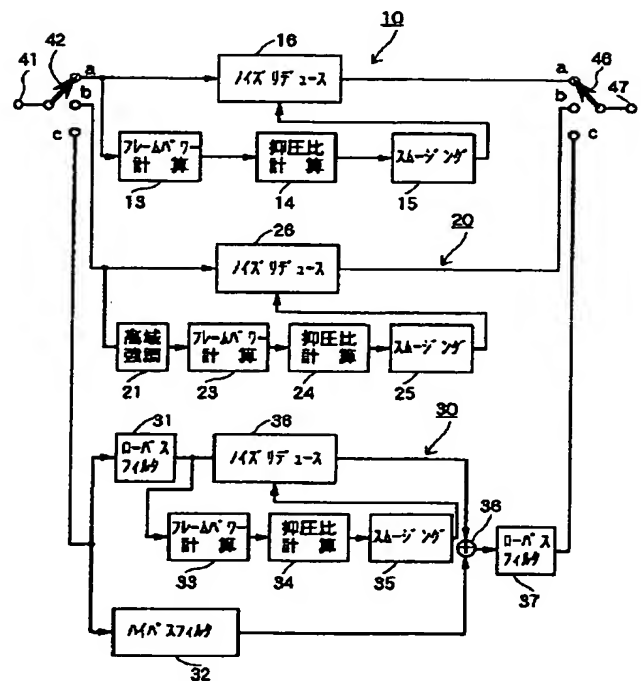 16
10
41
42
a
b
c
ノイズリデュース
a
b
c
46
47
フレームパワー
計算
抑圧比
計算
スムージング
13
14
15
26
20
ノイズリデュース
高域
強調
フレームパワー
計算
抑圧比
計算
スムージング
21
23
24
25
31
36
30
ローパス
フィルタ
ノイズリデュース
フレームパワー
計算
抑圧比
計算
スムージング
36
ローパス
フィルタ
33
34
35
37
ハイパスフィルタ
32